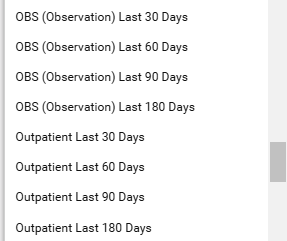 OBS (Observation) Last 30 Days
OBS (Observation) Last 60 Days
OBS (Observation) Last 90 Days
OBS (Observation) Last 180 Days
Outpatient Last 30 Days
Outpatient Last 60 Days
Outpatient Last 90 Days
Outpatient Last 180 Days